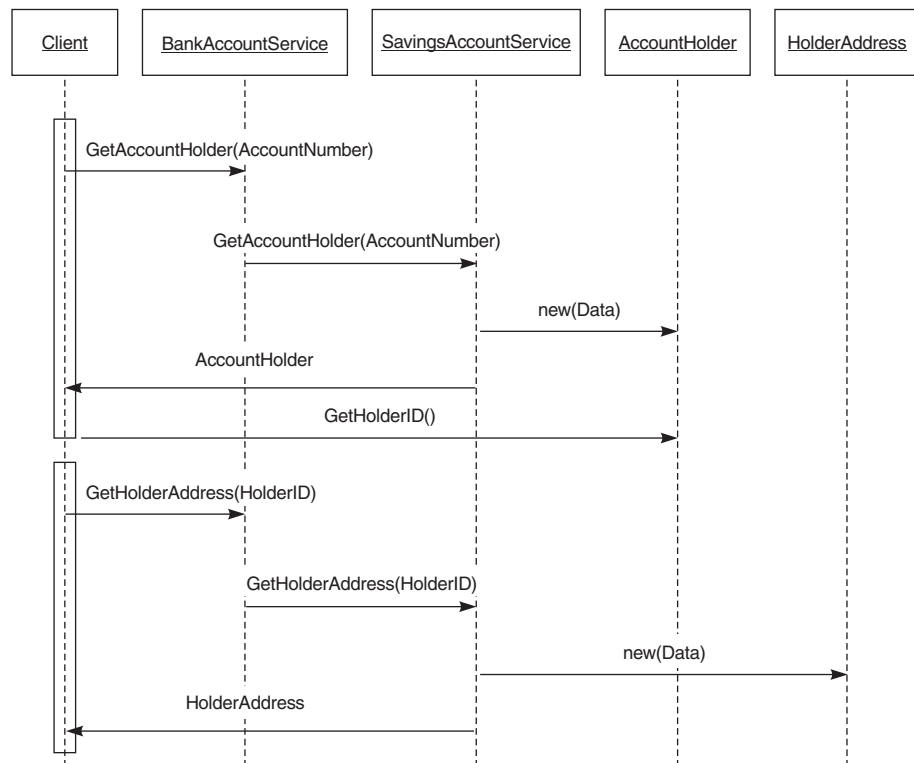 Client
BankAccountService
SavingsAccountService
AccountHolder
HolderAddress
GetAccountHolder(AccountNumber)
GetAccountHolder(AccountNumber)
new(Data)
AccountHolder
GetHolderID()
GetHolderAddress(HolderID)
GetHolderAddress(HolderID)
new(Data)
HolderAddress